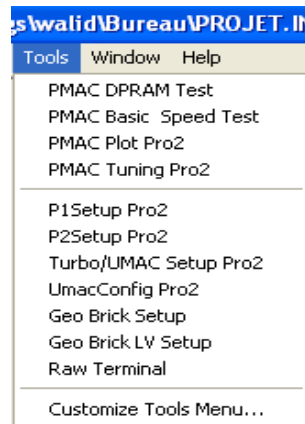 s\walid\Bureau\PROJET.IN
Tools Window Help
PMAC DPRAM Test
PMAC Basic Speed Test
PMAC Plot Pro2
PMAC Tuning Pro2
P1Setup Pro2
P2Setup Pro2
Turbo/UMAC Setup Pro2
UmacConfig Pro2
Geo Brick Setup
Geo Brick LV Setup
Raw Terminal
Customize Tools Menu...